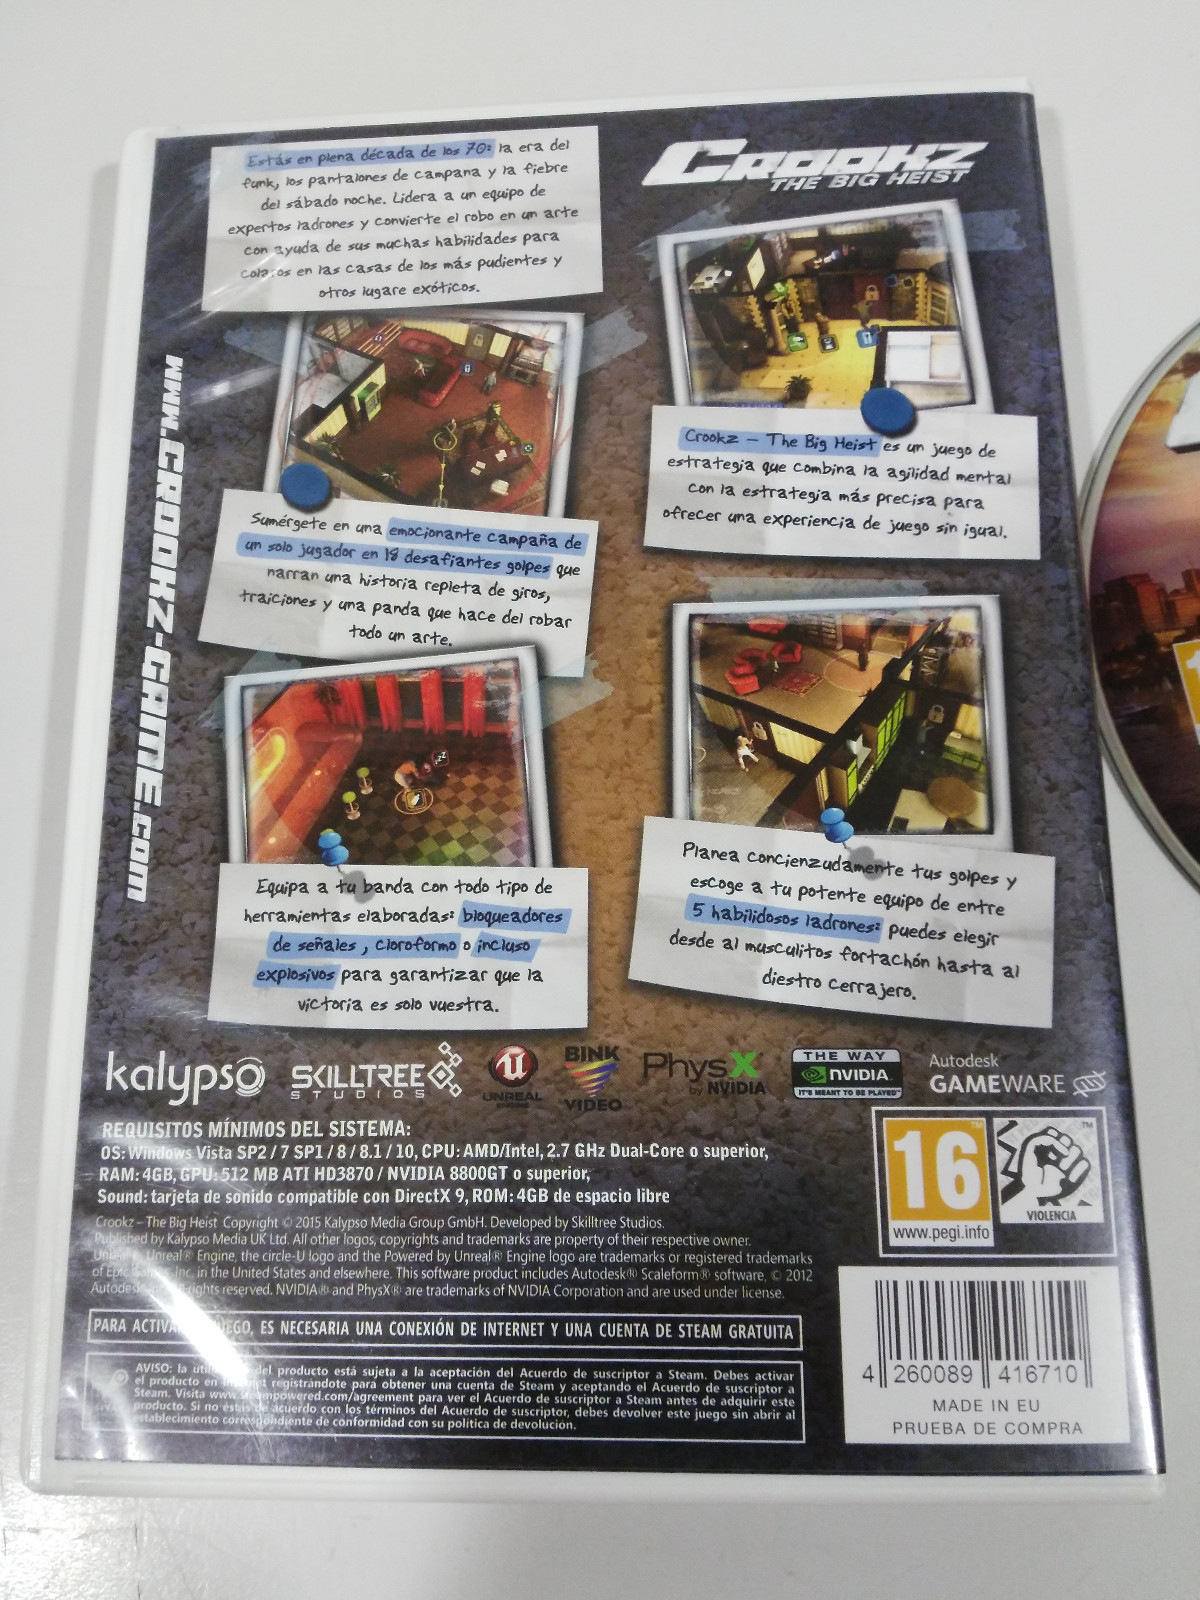 Estás en plena década de los 70: la era del
funk, los pantalones de campana y la fiebre
del sábado noche. Lidera a un equipo de
expertos ladrones y convierte el robo en un arte
con ayuda de sus muchas habilidades para
colaros en las casas de los más pudientes y
otros lugare exóticos.
CROOKZ
THE BIG HEIST
Crookz – The Big Heist es un juego de
estrategia que combina la agilidad mental
con la estrategia más precisa para
ofrecer una experiencia de juego sin igual.
Sumérgete en una emocionante campaña de
un solo jugador en 18 desafiantes golpes que
narran una historia repleta de giros,
traiciones y una panda que hace del robar
todo un arte.
WWW.CROOKZ-GAME.COM
Planea concienzudamente tus golpes y
escoge a tu potente equipo de entre
5 habilidosos ladrones: puedes elegir
desde al musculitos fortachón hasta al
diestro cerrajero.
Equipa a tu banda con todo tipo de
herramientas elaboradas: bloqueadores
de señales, cloroformo o incluso
explosivos para garantizar que la
victoria es solo vuestra.
kalypso
SKILLTREE
STUDIOS
UNREAL
ENGINE
BINK
VIDEO
PhysX
by NVIDIA
THE WAY
NVIDIA
IT'S MEANT TO BE PLAYED
Autodesk
GAMEWARE
REQUISITOS MÍNIMOS DEL SISTEMA:
OS: Windows Vista SP2 / 7 SP1 / 8 / 8.1 / 10, CPU: AMD/Intel, 2.7 GHz Dual-Core o superior,
RAM: 4GB, GPU: 512 MB ATI HD3870 / NVIDIA 8800GT o superior,
Sound: tarjeta de sonido compatible con DirectX 9, ROM: 4GB de espacio libre
Crookz – The Big Heist Copyright © 2015 Kalypso Media Group GmbH. Developed by Skilltree Studios.
Published by Kalypso Media UK Ltd. All other logos, copyrights and trademarks are property of their respective owner.
Unreal® Engine, the circle-U logo and the Powered by Unreal® Engine logo are trademarks or registered trademarks
of Epic Inc. in the United States and elsewhere. This software product includes Autodesk® Scaleform® software, © 2012
Autodesk rights reserved. NVIDIA® and PhysX® are trademarks of NVIDIA Corporation and are used under license.
16
www.pegi.info
VIOLENCIA
PARA ACTIVA JUEGO, ES NECESARIA UNA CONEXIÓN DE INTERNET Y UNA CUENTA DE STEAM GRATUITA
AVISO: la del producto está sujeta a la aceptación del Acuerdo de suscriptor a Steam. Debes activar
el producto en registrándote para obtener una cuenta de Steam y aceptando el Acuerdo de suscriptor a
Steam. Visita www.steampowered.com/agreement para ver el Acuerdo de suscriptor a Steam antes de adquirir este
producto. Si no estás de acuerdo con los términos del Acuerdo de suscriptor, debes devolver este juego sin abrir al
establecimiento correspondiente de conformidad con su política de devolución.
4 260089 416710
MADE IN EU
PRUEBA DE COMPRA